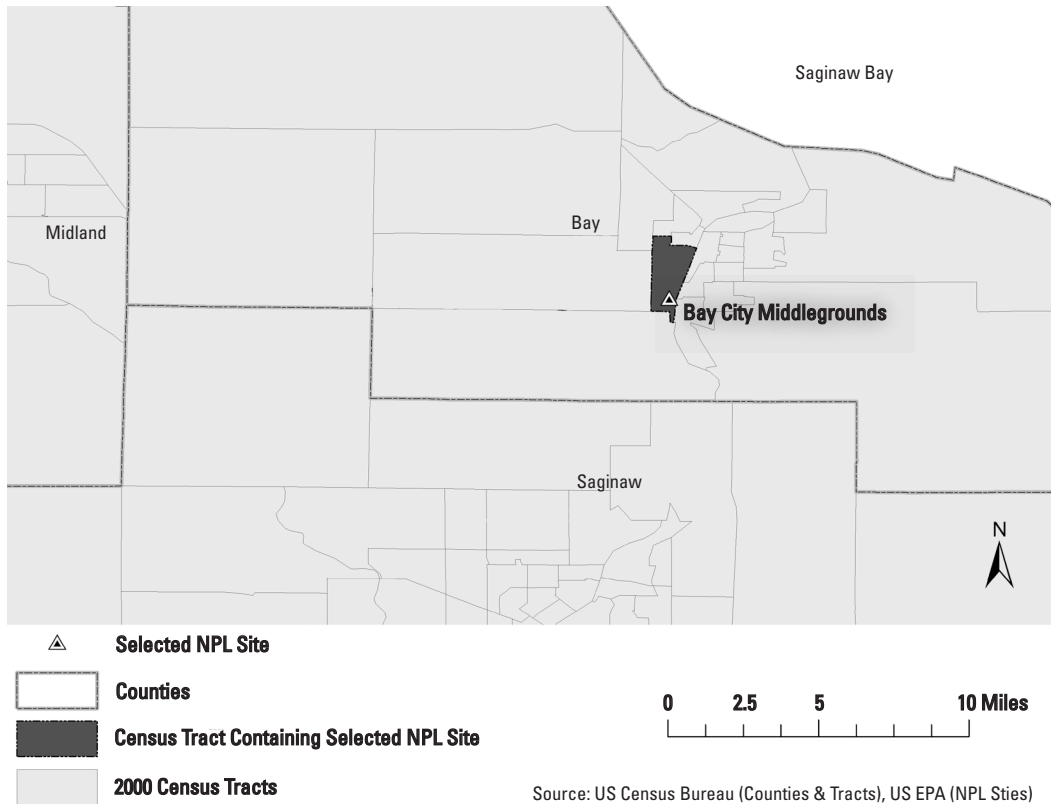 Saginaw Bay
Midland
Bay
Bay City Middlegrounds
Saginaw
N
Selected NPL Site
Counties
Census Tract Containing Selected NPL Site
2000 Census Tracts
0 2.5 5 10 Miles
Source: US Census Bureau (Counties & Tracts), US EPA (NPL Sties)